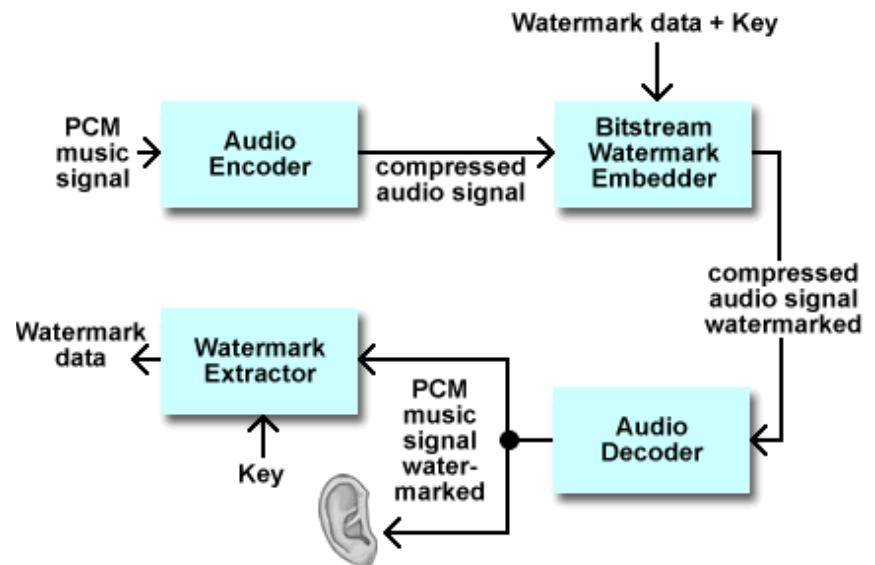 Watermark data + Key
PCM
music
signal
Audio
Encoder
compressed
audio signal
Bitstream
Watermark
Embedder
compressed
audio signal
watermarked
Audio
Decoder
PCM
music
signal
water-
marked
Watermark
Extractor
Key
Watermark
data